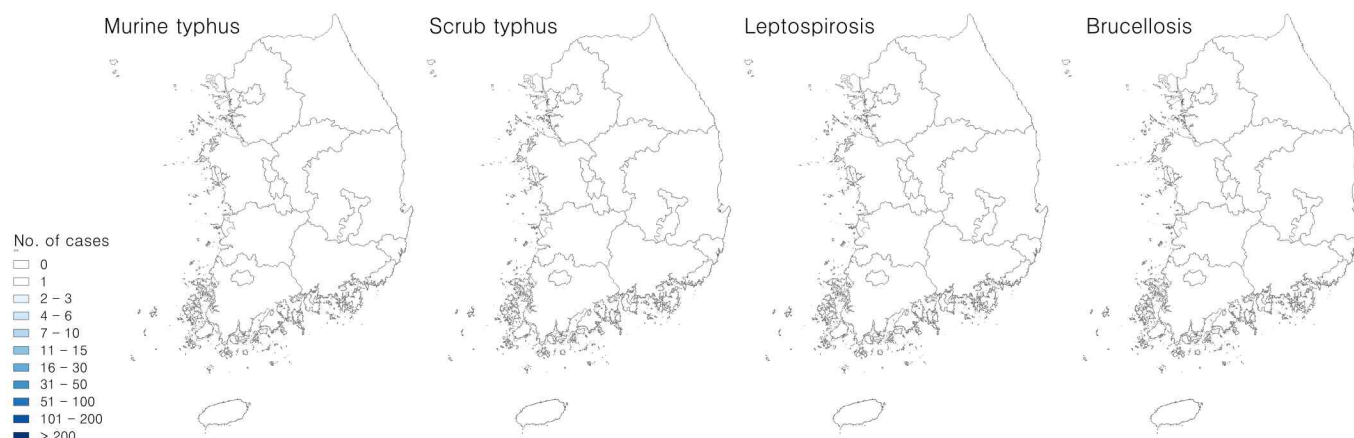 Murine typhus
Scrub typhus
Leptospirosis
Brucellosis
No. of cases
0
1
2 – 3
4 – 6
7 – 10
11 – 15
16 – 30
31 – 50
51 – 100
101 – 200
> 200